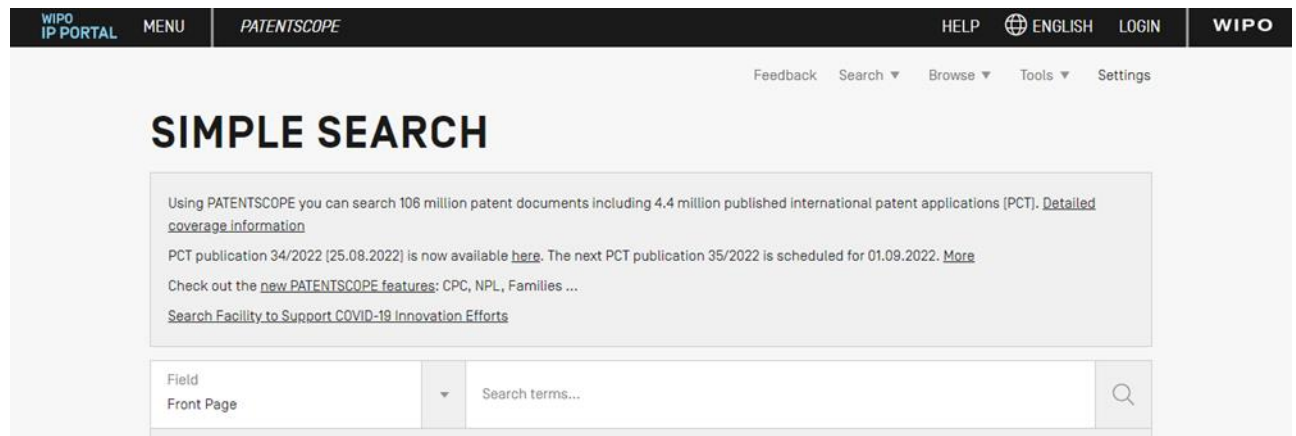 WIPO
IP PORTAL MENU PATENTSCOPE HELP ENGLISH LOGIN WIPO
Feedback Search Browse Tools Settings
SIMPLE SEARCH
Using PATENTSCOPE you can search 106 million patent documents including 4.4 million published international patent applications (PCT). Detailed
coverage information
PCT publication 34/2022 [25.08.2022] is now available here. The next PCT publication 35/2022 is scheduled for 01.09.2022. More
Check out the new PATENTSCOPE features: CPC, NPL, Families ...
Search Facility to Support COVID-19 Innovation Efforts
Field
Front Page
Search terms...